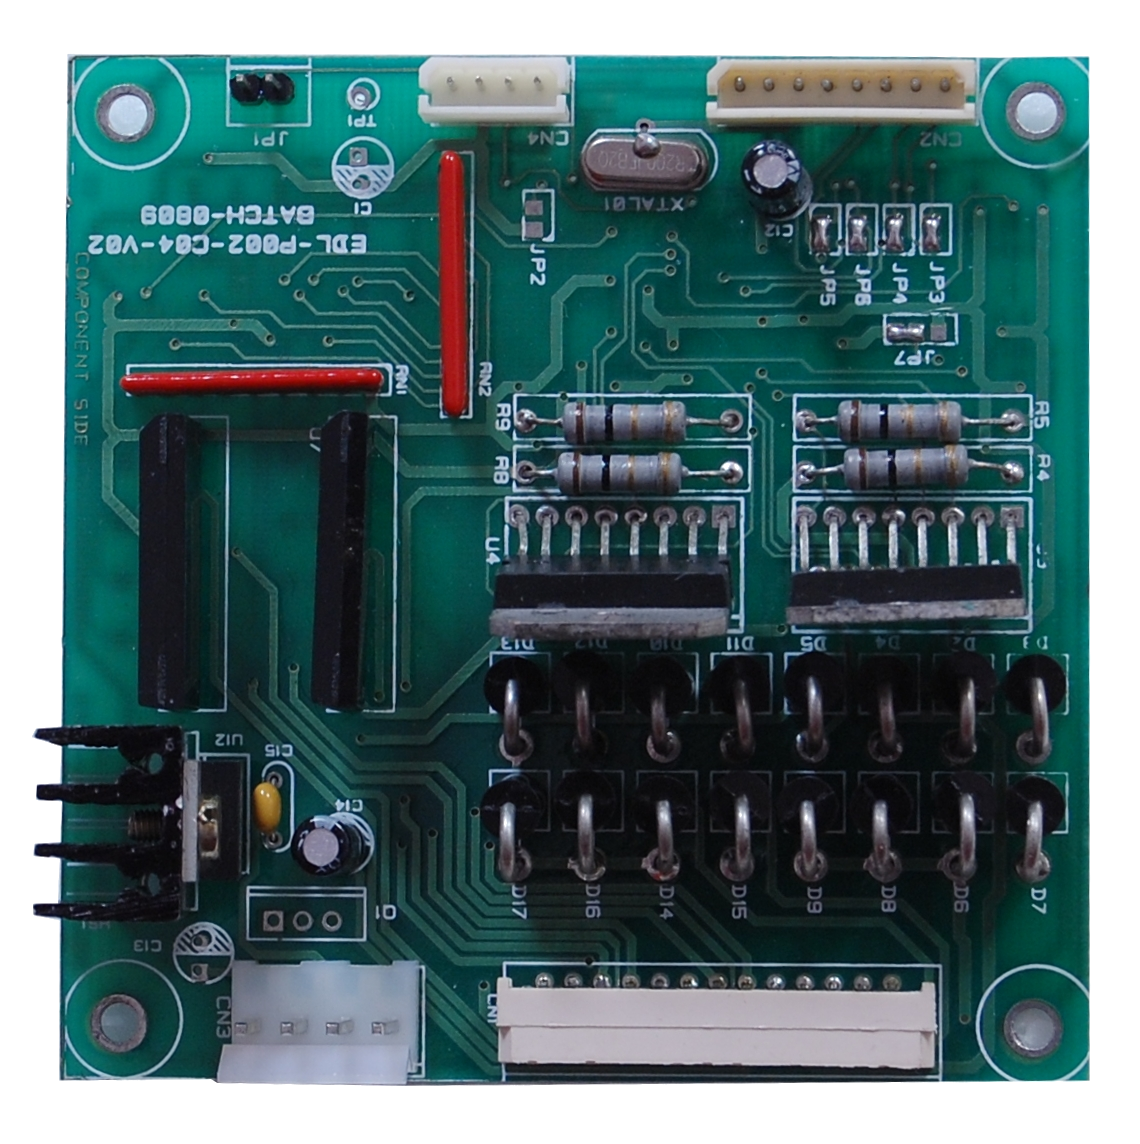 JP1
TP1
CN4
CN2
C1
XTAL01
C12
BATCH-0809
EDL-P002-C04-V02
COMPONENT SIDE
JP2
JP5
JP6
JP4
JP3
JP7
RN1
RN2
R9
R5
R8
R4
U4
D13
D12
D10
D11
D5
D4
D2
U12
C15
C14
D17
D16
D14
D15
D9
D8
D6
D7
Q1
HS1
C13
CN3